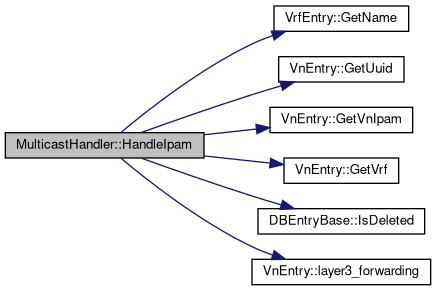 VrfEntry::GetName
VnEntry::GetUuid
VnEntry::GetVnIpam
MulticastHandler::HandleIpam
VnEntry::GetVrf
DBEntryBase::IsDeleted
VnEntry::layer3_forwarding